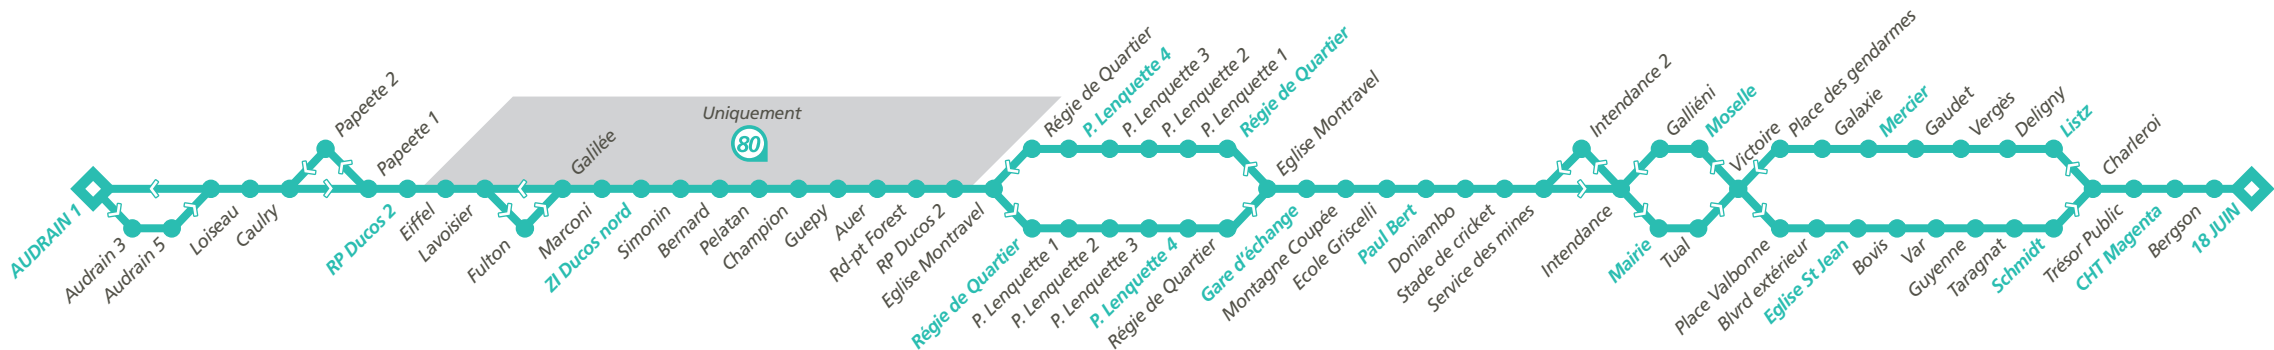 AUDRAIN 1
Audrain 3
Audrain 5
Loiseau
Caulry
Papeete 2
Papeete 1
RP Ducos 2
Eiffel
Lavoisier
Fulton
Galilée
Uniquement
80
Marconi
ZI Ducos nord
Simonin
Bernard
Pelatan
Champion
Guepy
Auer
Rd-pt Forest
RP Ducos 2
Eglise Montravel
Régie de Quartier
P. Lenquette 4
P. Lenquette 3
P. Lenquette 2
P. Lenquette 1
Régie de Quartier
Régie de Quartier
P. Lenquette 1
P. Lenquette 2
P. Lenquette 3
P. Lenquette 4
Régie de Quartier
Eglise Montravel
Gare d'échange
Montagne Coupée
Ecole Griscelli
Paul Bert
Doniambo
Stade de cricket
Service des mines
Intendance 2
Intendance
Galliéni
Moselle
Mairie
Tual
Victoire
Place des gendarmes
Galaxie
Mercier
Gaudet
Vergès
Deligny
Listz
Place Valbonne
Blvrd extérieur
Eglise St Jean
Bovis
Var
Guyenne
Taragnat
Schmidt
Charleroi
Trésor Public
CHT Magenta
Bergson
18 JUIN